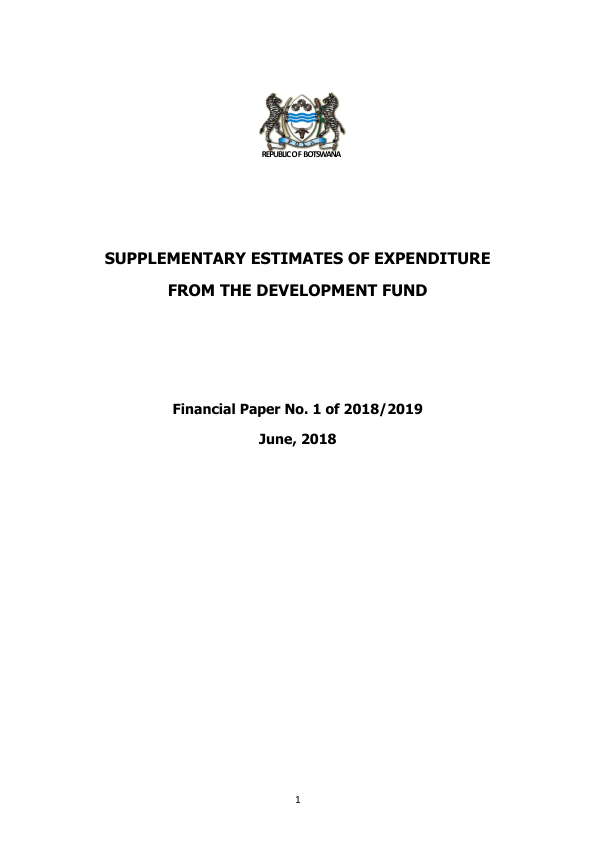 REPUBLIC OF BOTSWANA
SUPPLEMENTARY ESTIMATES OF EXPENDITURE
FROM THE DEVELOPMENT FUND
Financial Paper No. 1 of 2018/2019
June, 2018
1